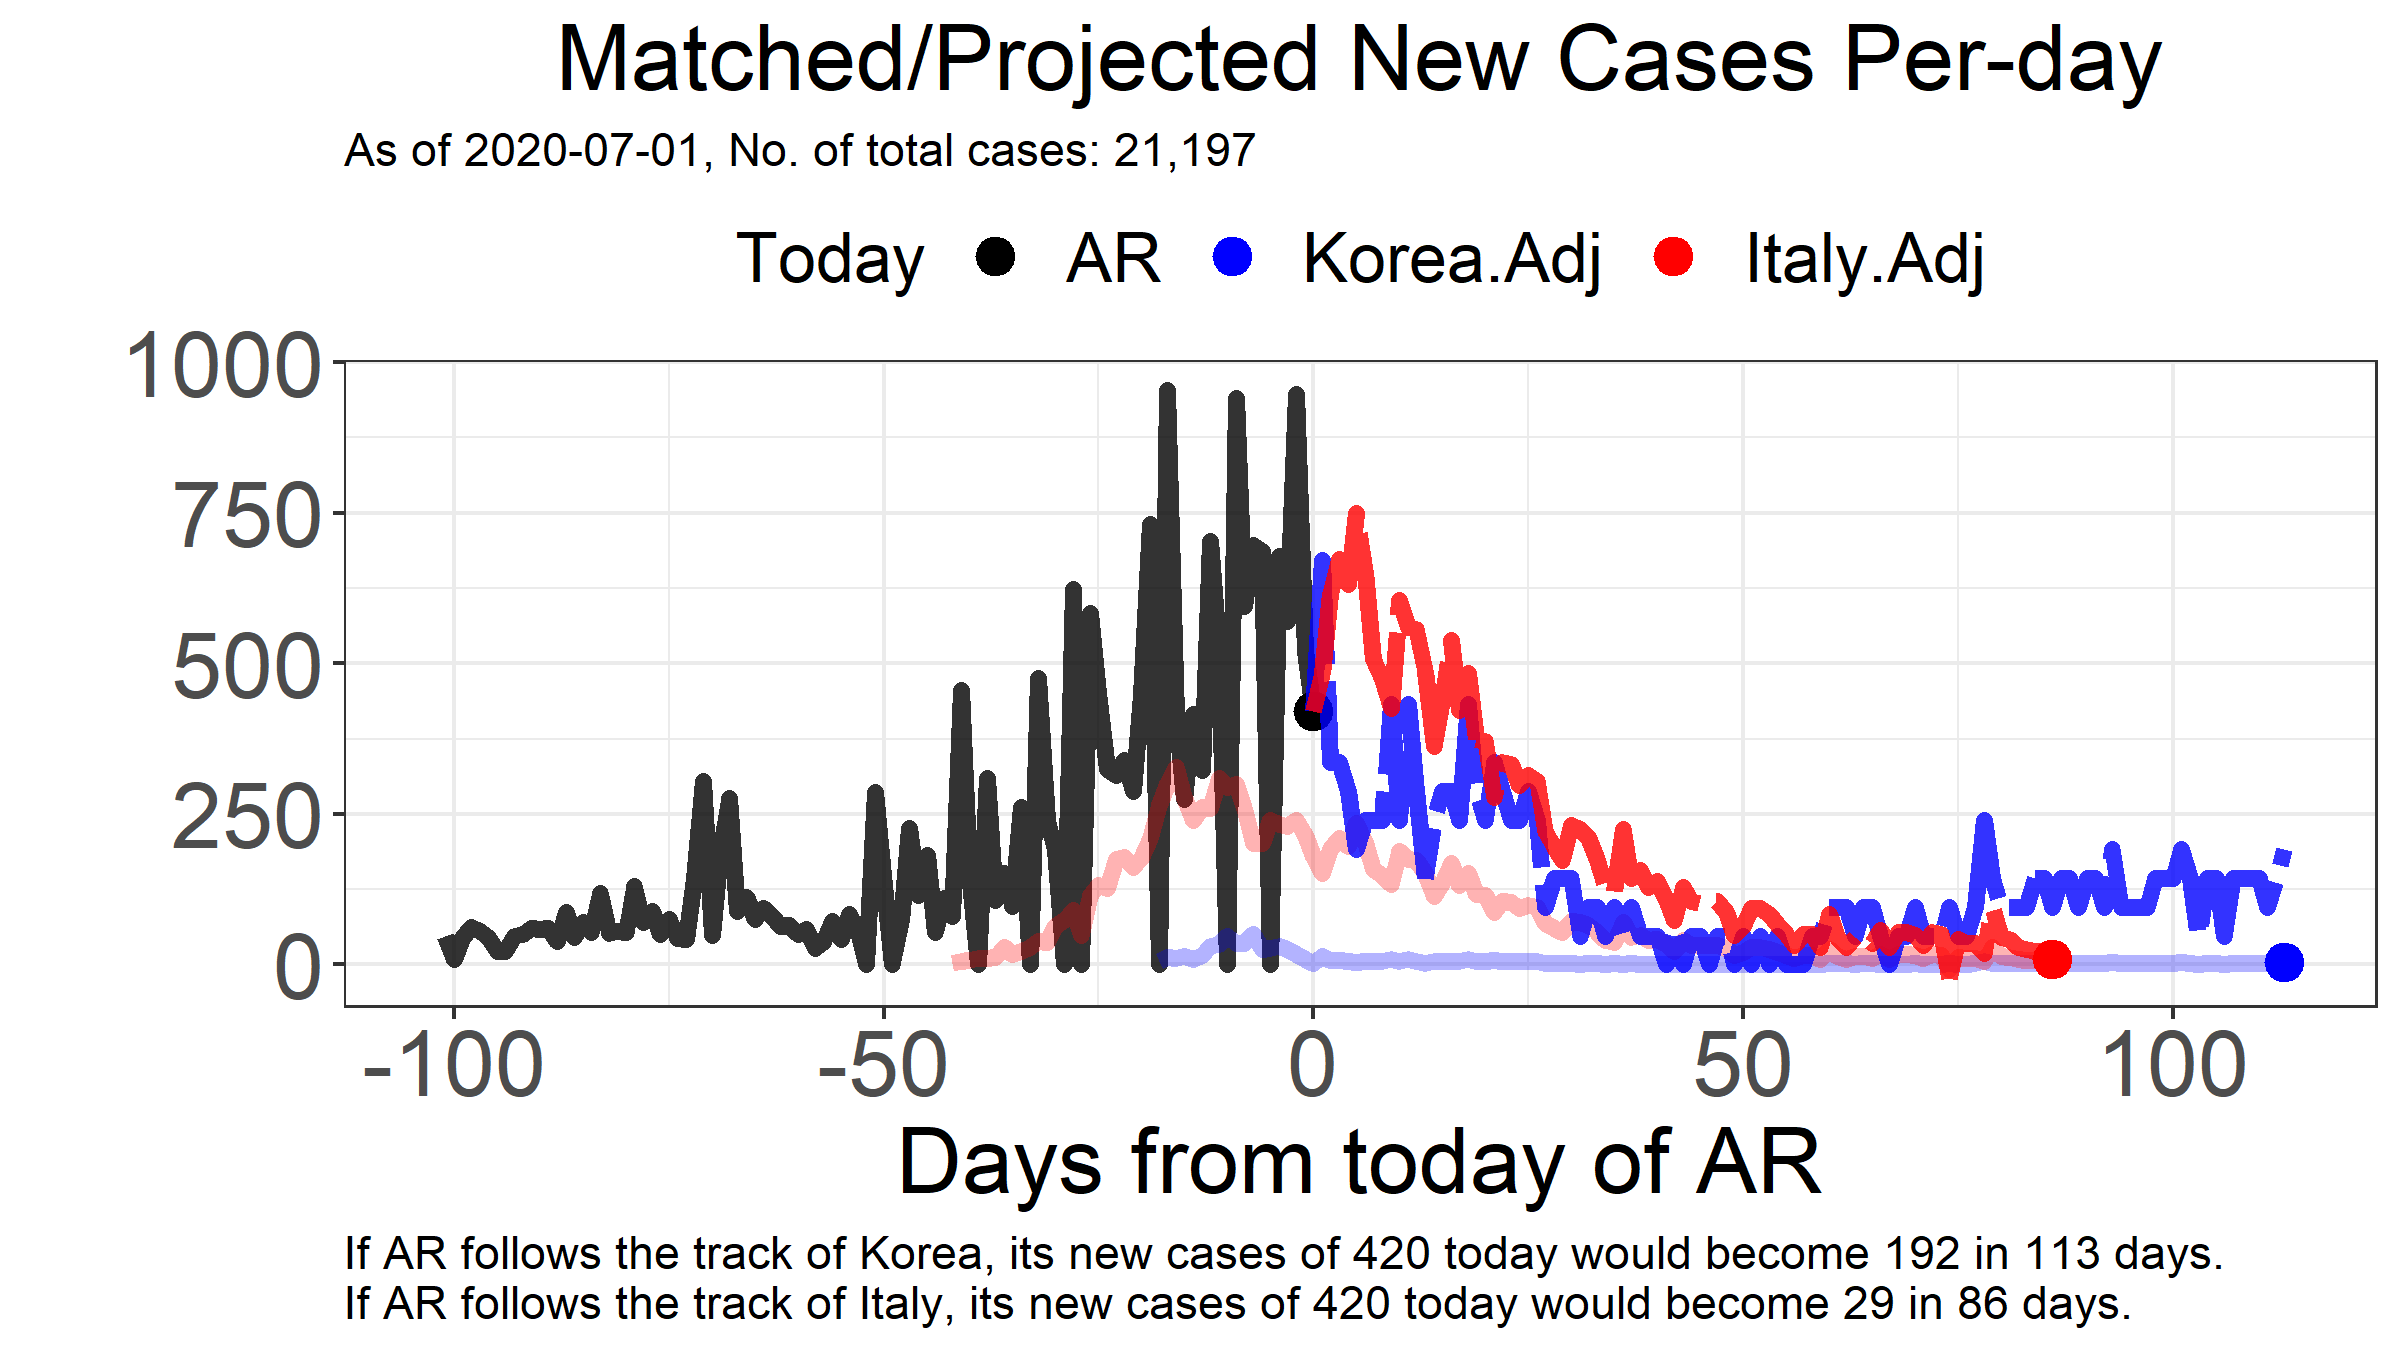 Matched/Projected New Cases Per-day
As of 2020-07-01, No. of total cases: 21,197
Today AR Korea.Adj Italy.Adj
1000
750
500
250
0
-100 -50 0 50 100
Days from today of AR
If AR follows the track of Korea, its new cases of 420 today would become 192 in 113 days.
If AR follows the track of Italy, its new cases of 420 today would become 29 in 86 days.